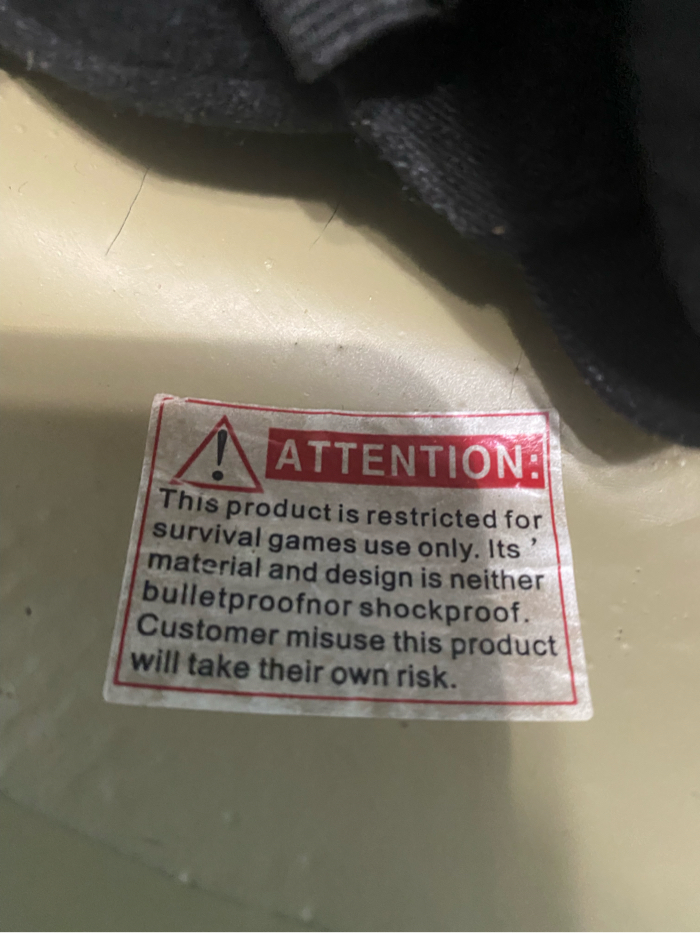 ATTENTION:
This product is restricted for
survival games use only. Its ’
material and design is neither
bulletproofnor shockproof.
Customer misuse this product
will take their own risk.